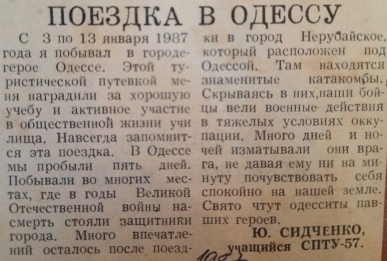 ПОЕЗДКА В ОДЕССУ
С 3 по 13 января 1987
года я побывал в городе-
герое Одессе. Этой ту-
ристической путевкой ме-
ня наградили за хорошую
учебу и активное участие
в общественной жизни учи
лища. Навсегда запомнит-
ся эта поездка. В Одессе
мы пробыли пять дней.
Побывали во многих мес-
тах, где в годы Великой
Отечественной войны на-
смерть стояли защитники
города. Много впечатле-
ний осталось после поезд-
ки в город Нерубайское,
который расположен под
Одессой. Там находятся
знаменитые катакомбы.
Скрываясь в них,наши бой-
цы вели военные действия
в тяжелых условиях окку-
пации. Много дней и но-
чей изматывали они вра-
га, не давая ему ни на ми-
нуту почувствовать себя
спокойно на нашей земле.
Свято чтут одесситы пав-
ших героев.
Ю. СИДЧЕНКО,
учащийся СПТУ-57.
1987